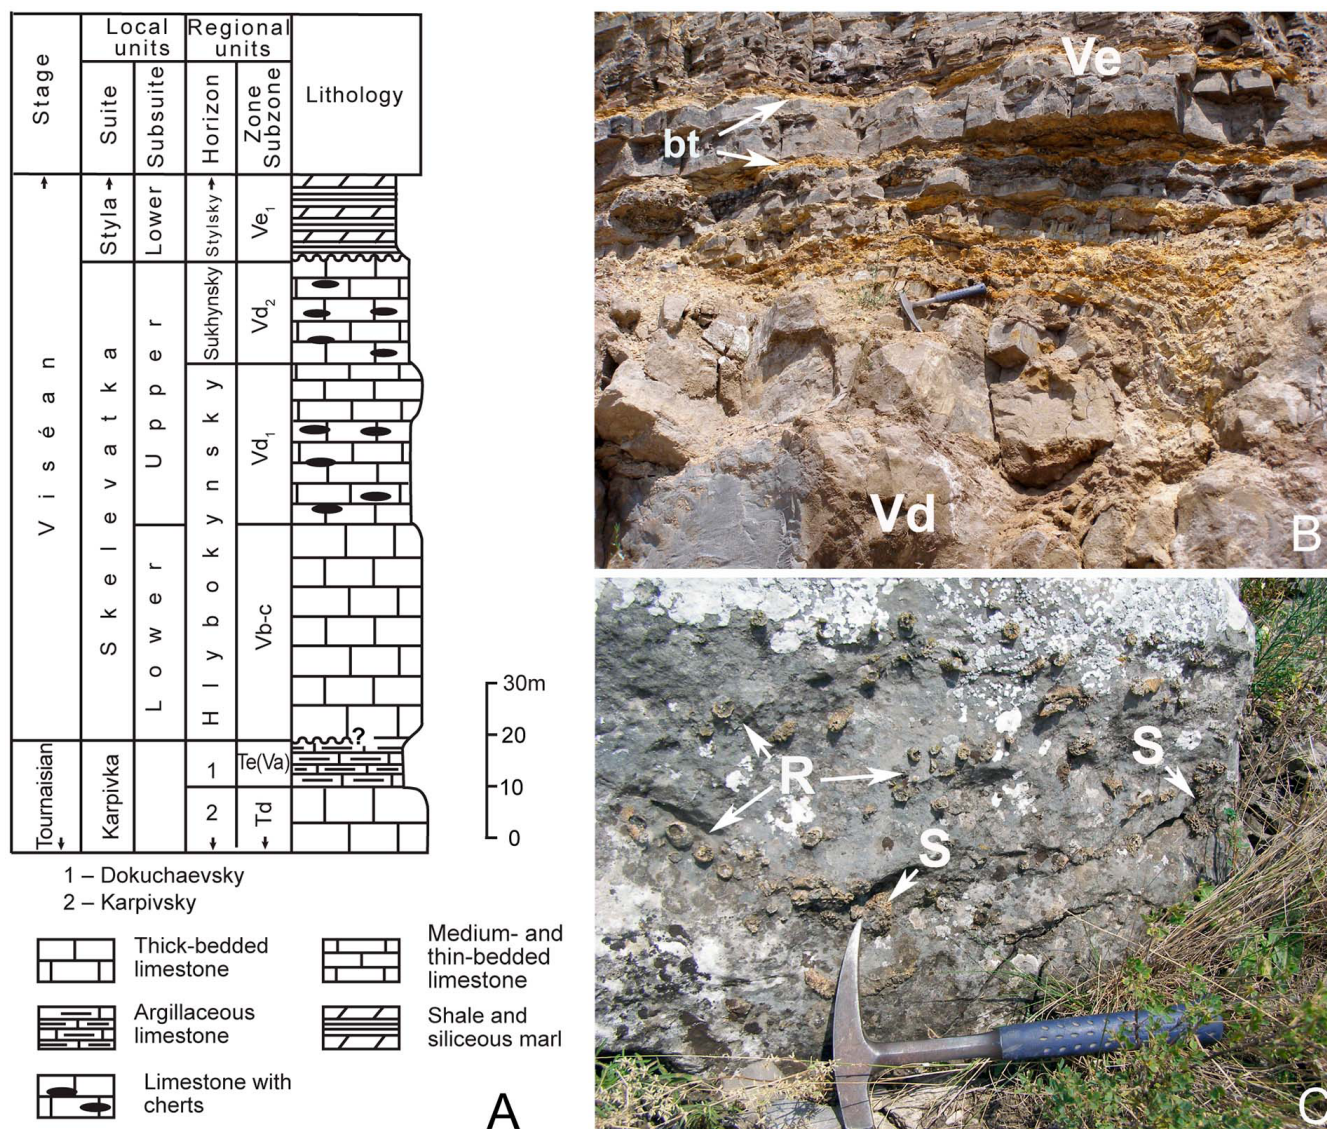 Stage
Local units
Regional units
Suite
Subsuite
Horizon
Zone Subzone
Lithology
Viséan
Styla
Lower
Stylsky
Ve1
Skelevatka
Upper
Sukhynsky
Vd2
Hlybokynsky
Vd1
Lower
Vb-c
?
Tournaisian
Karpivka
1
Te(Va)
2
Td
30m
20
10
0
1 – Dokuchaevsky
2 – Karpivsky
Thick-bedded
limestone
Medium- and
thin-bedded
limestone
Argillaceous
limestone
Shale and
siliceous marl
Limestone with
cherts
A
Ve
bt
Vd
B
R
S
S
C